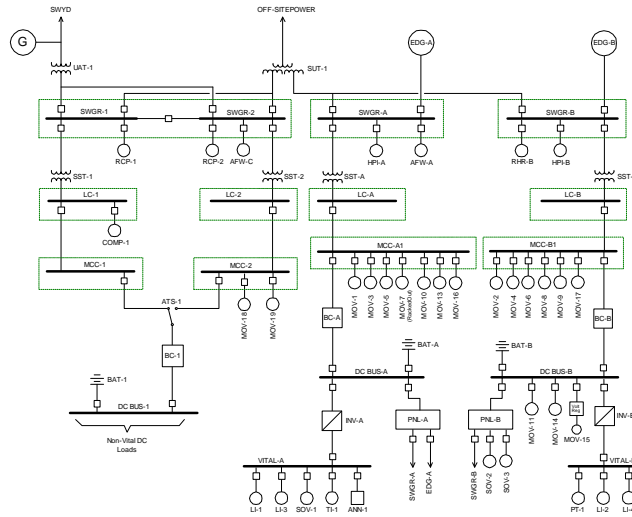 SWYD
OFF-SITEPOWER
G
EDG-A
EDG-B
UAT-1
SUT-1
SWGR-1
SWGR-2
SWGR-A
SWGR-B
RCP-1
RCP-2
AFW-C
HPI-A
AFW-A
RHR-B
HPI-B
SST-1
SST-2
SST-A
LC-1
LC-2
LC-A
LC-B
COMP-1
MCC-1
MCC-2
MCC-A1
MCC-B1
ATS-1
MOV-18
MOV-19
MOV-1
MOV-3
MOV-5
MOV-7
(RackedOut)
MOV-10
MOV-13
MOV-16
MOV-2
MOV-4
MOV-6
MOV-8
MOV-9
MOV-17
BC-1
BC-A
BC-B
BAT-1
BAT-A
BAT-B
DC BUS-1
DC BUS-A
DC BUS-B
Non-Vital DC
Loads
INV-A
PNL-A
PNL-B
MOV-11
MOV-14
Volt
Reg
MOV-15
SWGR-A
EDG-A
SWGR-B
SOV-2
SOV-3
VITAL-A
LI-1
LI-3
SOV-1
TI-1
ANN-1
PT-1
LI-2